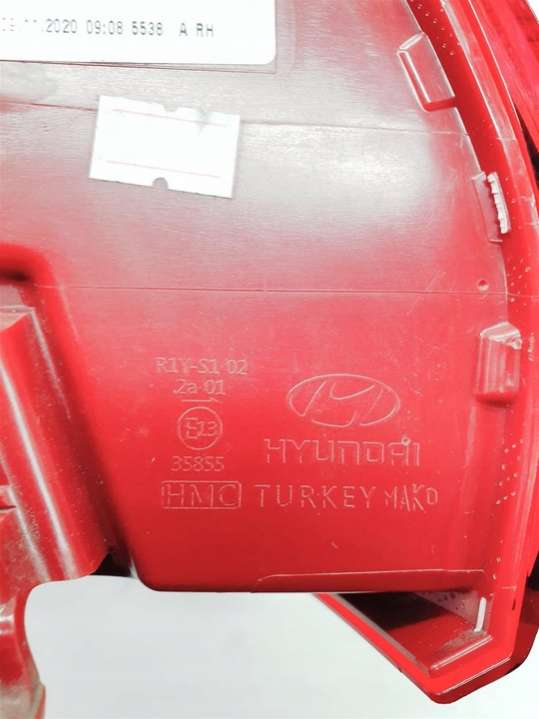 .2020 09:08 5538 A RH
R1Y-S1 02
2a 01
E13
35855
HYUNDAI
HMC TURKEY MAKO